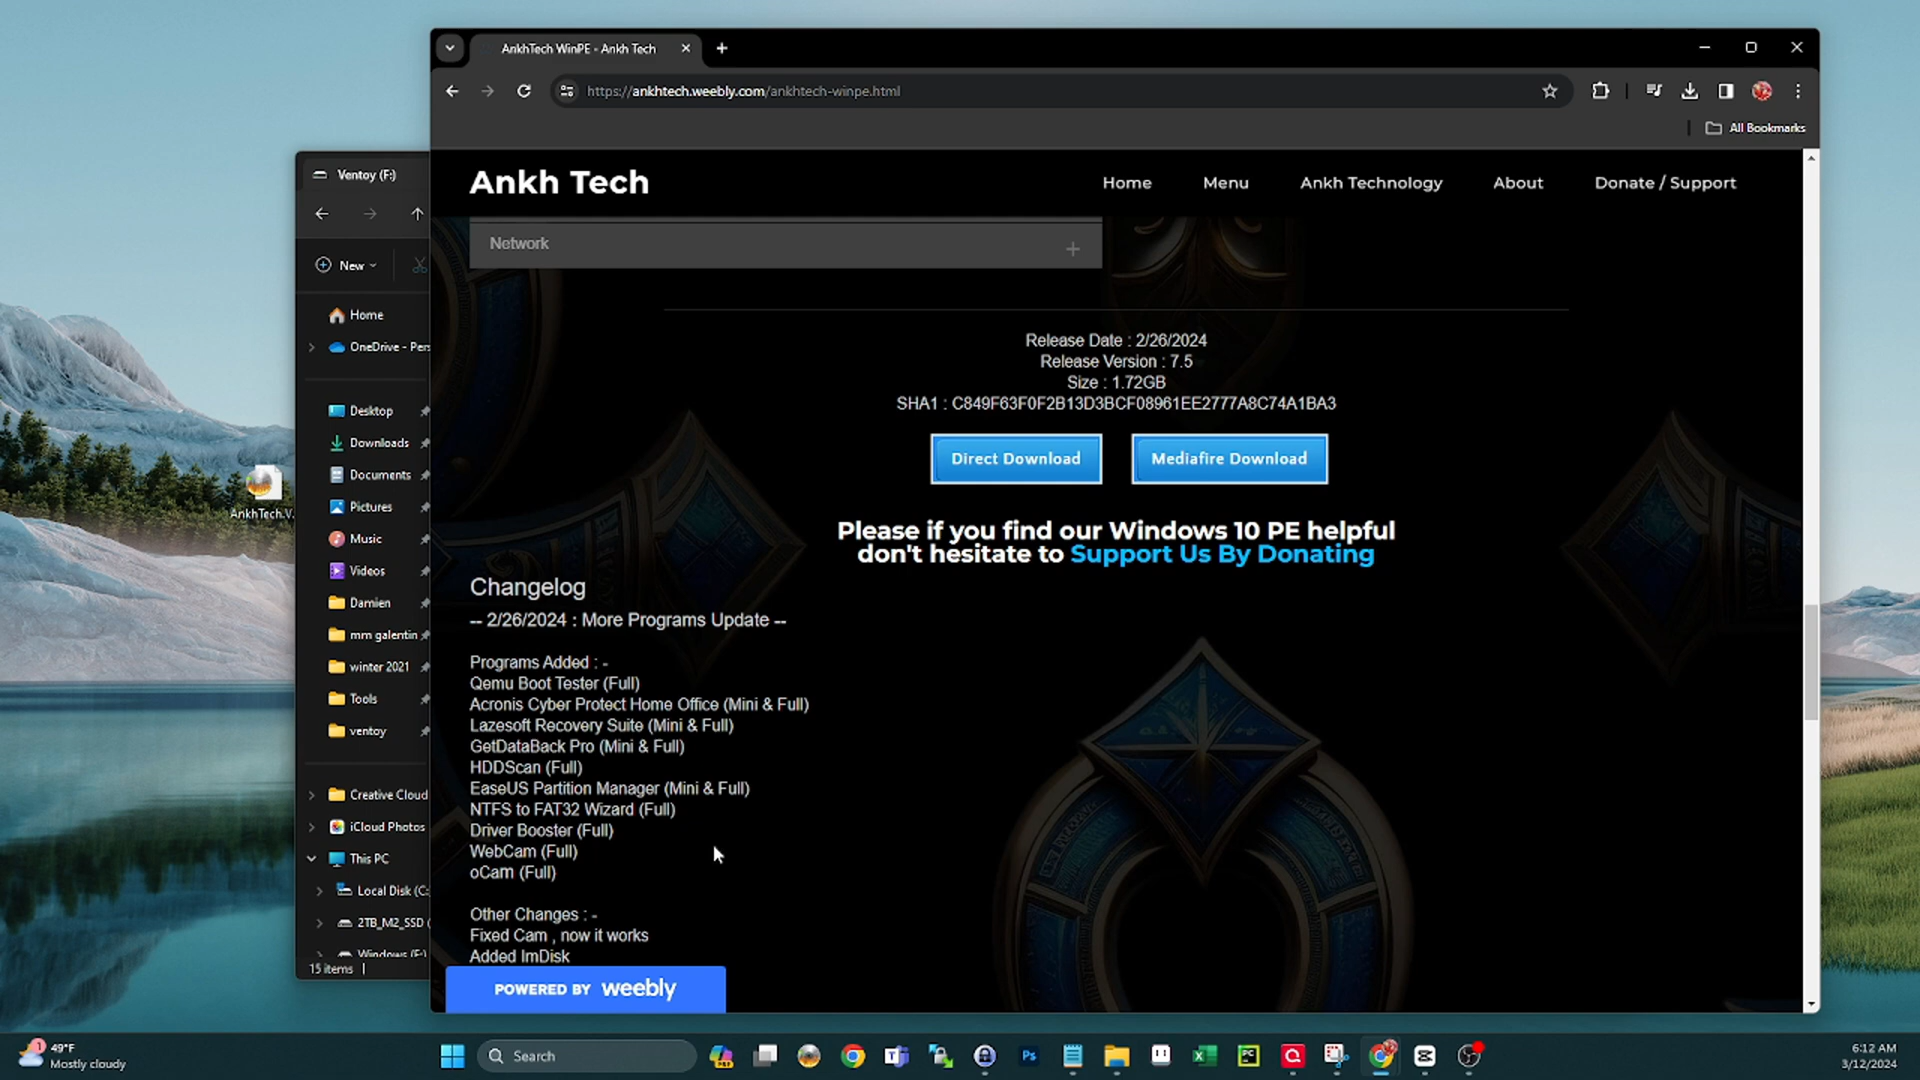 AnkhTech WinPE - Ankh Tech
https://ankhtech.weebly.com/ankhtech-winpe.html
All Bookmarks
Ventoy (F:)
New
Home
OneDrive - Pers
Desktop
Downloads
Documents
Pictures
Music
Videos
Damien
mm galentin
winter 2021
Tools
ventoy
Creative Cloud
iCloud Photos
This PC
Local Disk (C:
2TB_M2_SSD (
Windows (E:)
15 items
AnkhTech.V.
Ankh Tech
Home
Menu
Ankh Technology
About
Donate / Support
Network
Release Date : 2/26/2024
Release Version : 7.5
Size : 1.72GB
SHA1 : C849F63F0F2B13D3BCF08961EE2777A8C74A1BA3
Direct Download
Mediafire Download
Please if you find our Windows 10 PE helpful
don't hesitate to Support Us By Donating
Changelog
-- 2/26/2024 : More Programs Update --
Programs Added : -
Qemu Boot Tester (Full)
Acronis Cyber Protect Home Office (Mini & Full)
Lazesoft Recovery Suite (Mini & Full)
GetDataBack Pro (Mini & Full)
HDDScan (Full)
EaseUS Partition Manager (Mini & Full)
NTFS to FAT32 Wizard (Full)
Driver Booster (Full)
WebCam (Full)
oCam (Full)
Other Changes : -
Fixed Cam , now it works
Added ImDisk
POWERED BY weebly
1
49°F
Mostly cloudy
Search
Ps
PC
6:12 AM
3/12/2024